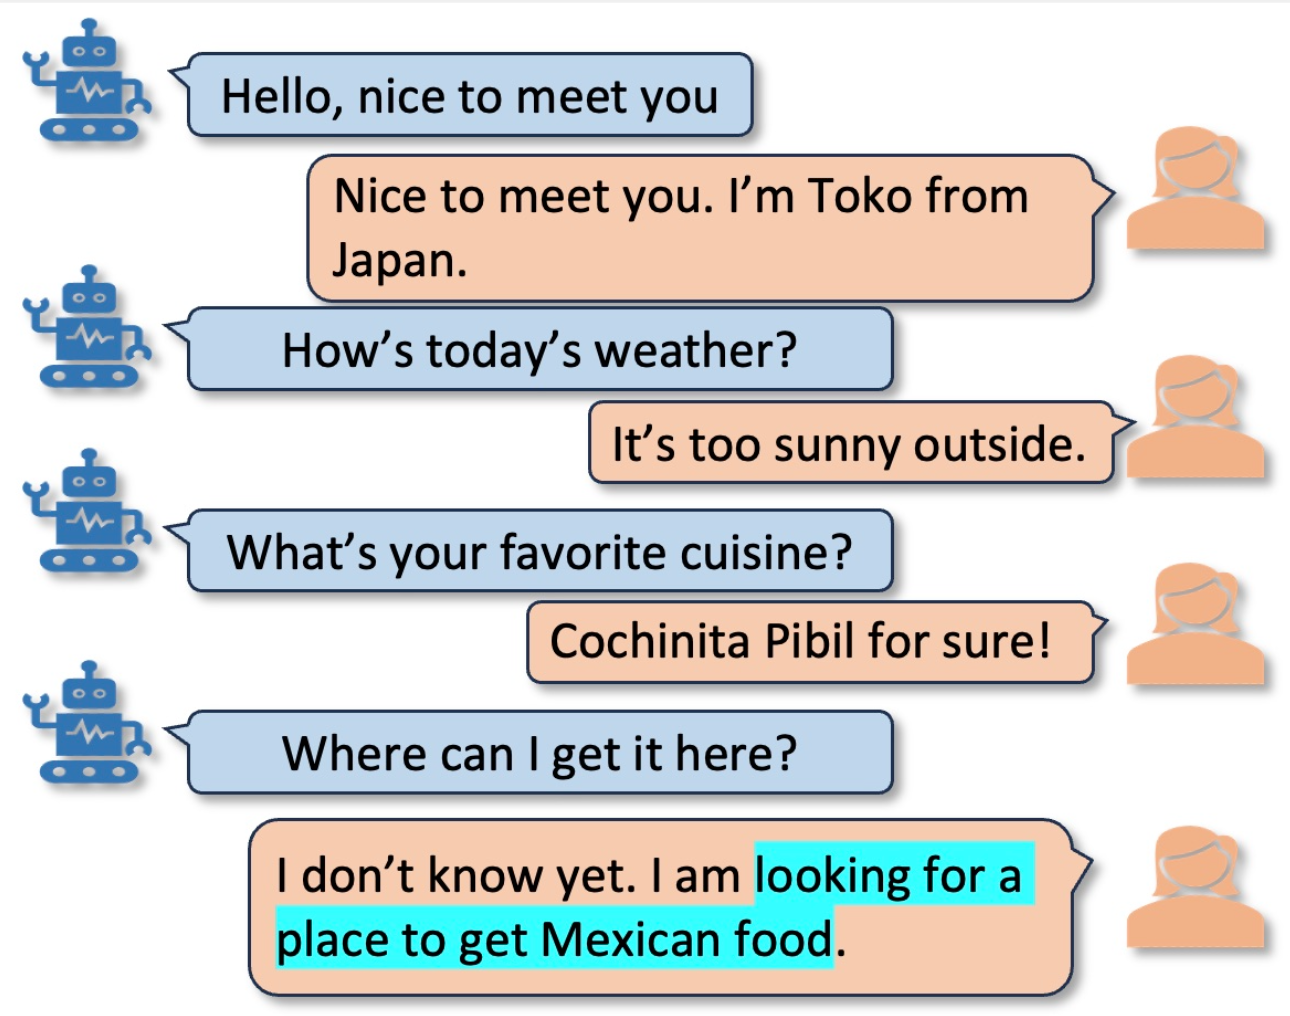 Hello, nice to meet you
Nice to meet you. I’m Toko from
Japan.
How’s today’s weather?
It’s too sunny outside.
What’s your favorite cuisine?
Cochinita Pibil for sure!
Where can I get it here?
I don’t know yet. I am looking for a
place to get Mexican food.